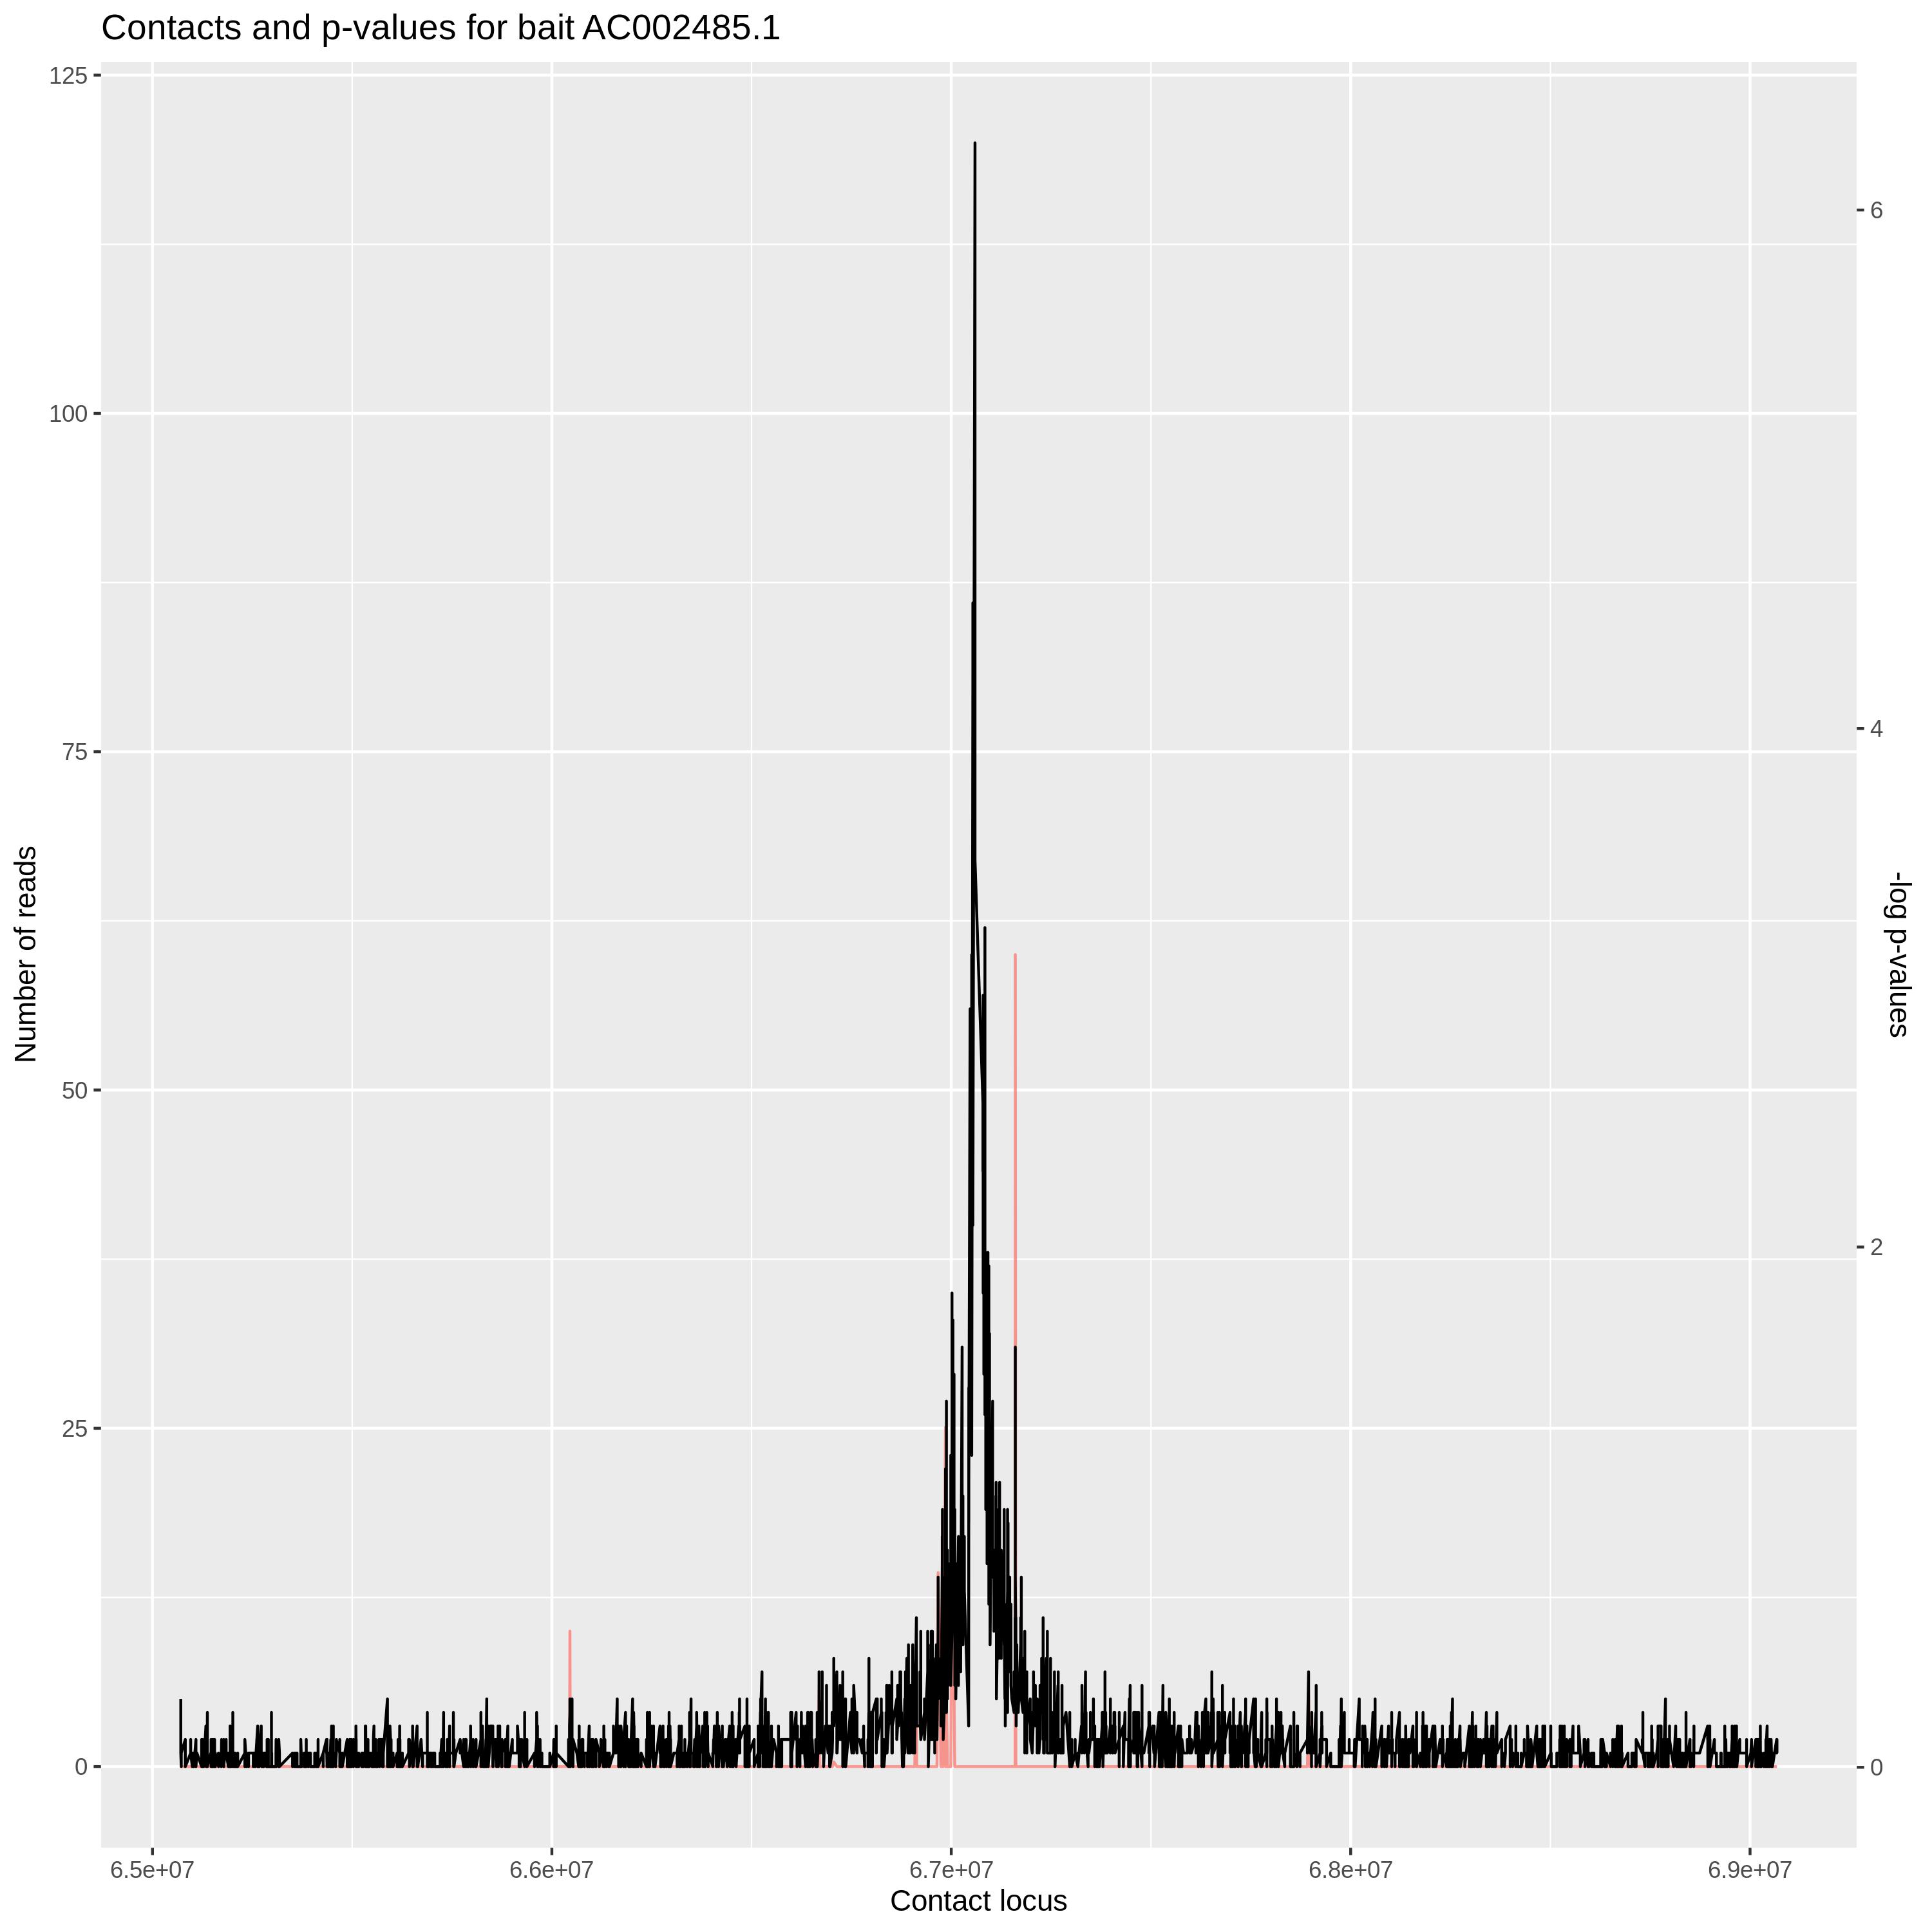 Contacts and p-values for bait AC002485.1
125
100
75
50
25
0
Number of reads
6
4
2
0
-log p-values
6.5e+07 6.6e+07 6.7e+07 6.8e+07 6.9e+07
Contact locus